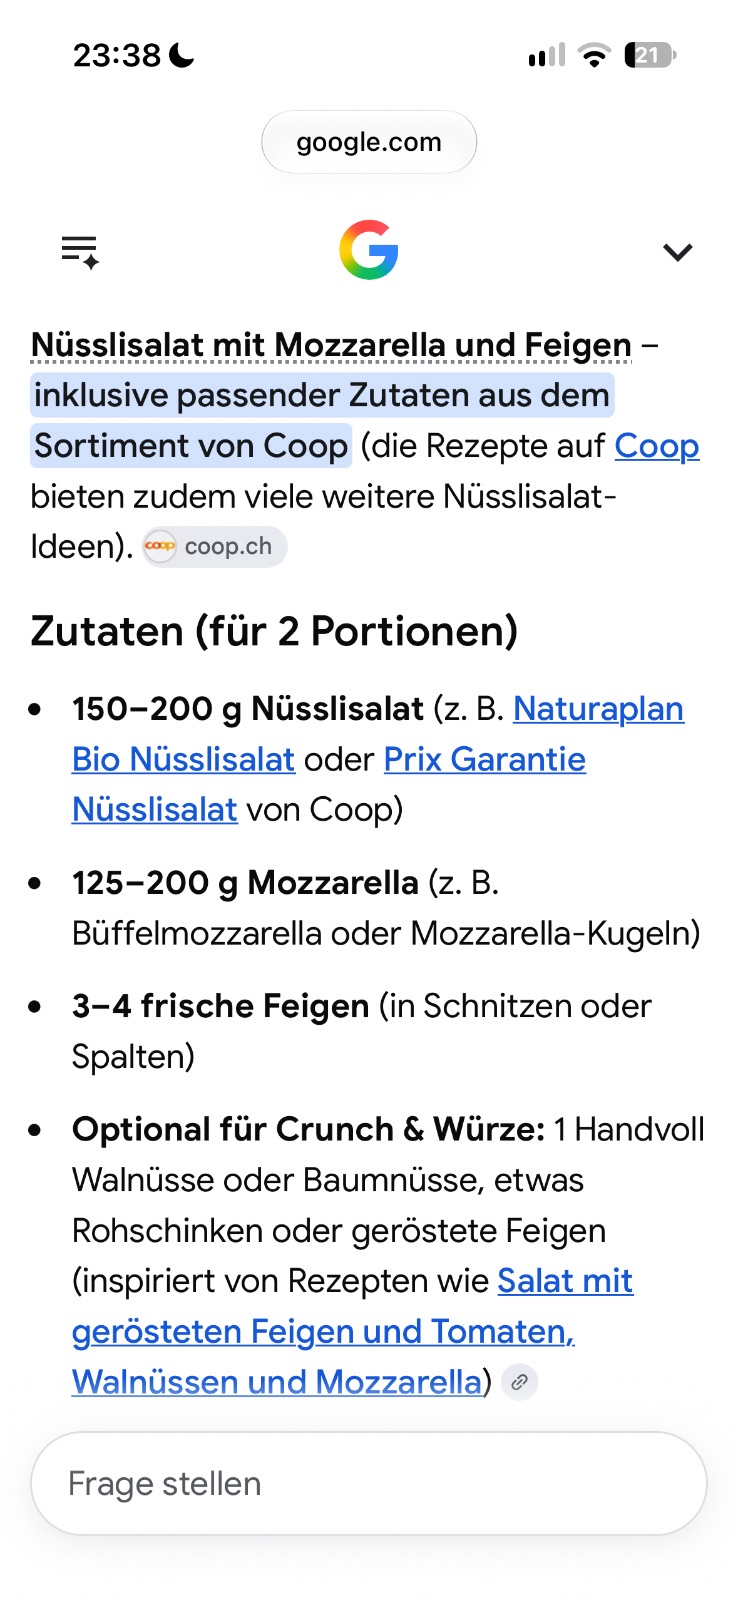 23:38
21
google.com
Nüsslisalat mit Mozzarella und Feigen –
inklusive passender Zutaten aus dem
Sortiment von Coop (die Rezepte auf Coop
bieten zudem viele weitere Nüsslisalat-
Ideen). coop coop.ch
Zutaten (für 2 Portionen)
• 150–200 g Nüsslisalat (z. B. Naturaplan
Bio Nüsslisalat oder Prix Garantie
Nüsslisalat von Coop)
• 125–200 g Mozzarella (z. B.
Büffelmozzarella oder Mozzarella-Kugeln)
• 3–4 frische Feigen (in Schnitzen oder
Spalten)
• Optional für Crunch & Würze: 1 Handvoll
Walnüsse oder Baumnüsse, etwas
Rohschinken oder geröstete Feigen
(inspiriert von Rezepten wie Salat mit
gerösteten Feigen und Tomaten,
Walnüssen und Mozzarella)
Frage stellen